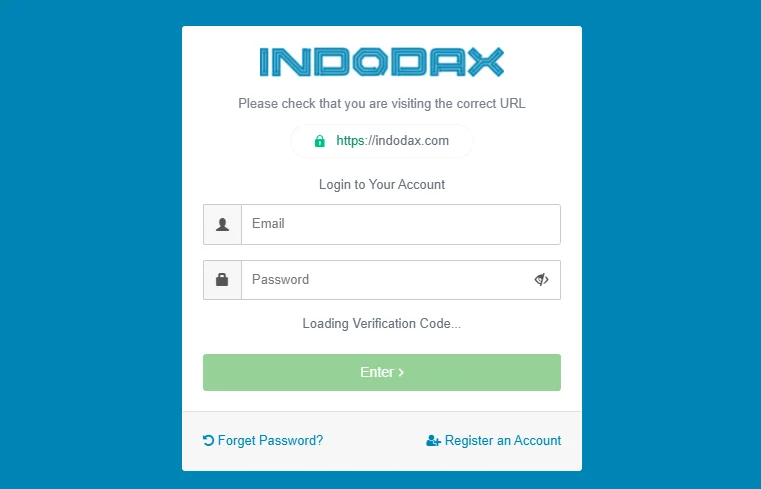 INDODAX
Please check that you are visiting the correct URL
https://indodax.com
Login to Your Account
Email
Password
Loading Verification Code...
Enter
Forget Password? Register an Account